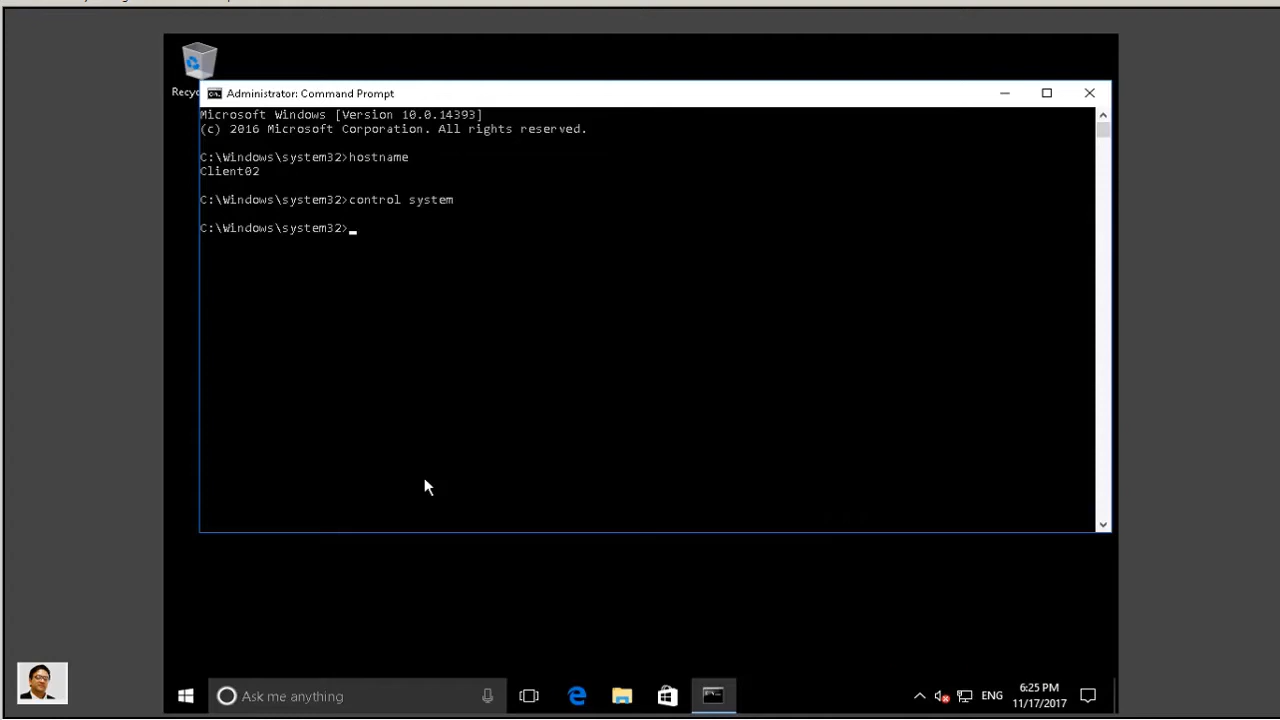 Recyc
Administrator: Command Prompt
Microsoft Windows [Version 10.0.14393]
(c) 2016 Microsoft Corporation. All rights reserved.
C:\Windows\system32>hostname
Client02
C:\Windows\system32>control system
C:\Windows\system32>
Ask me anything
ENG
6:25 PM
11/17/2017